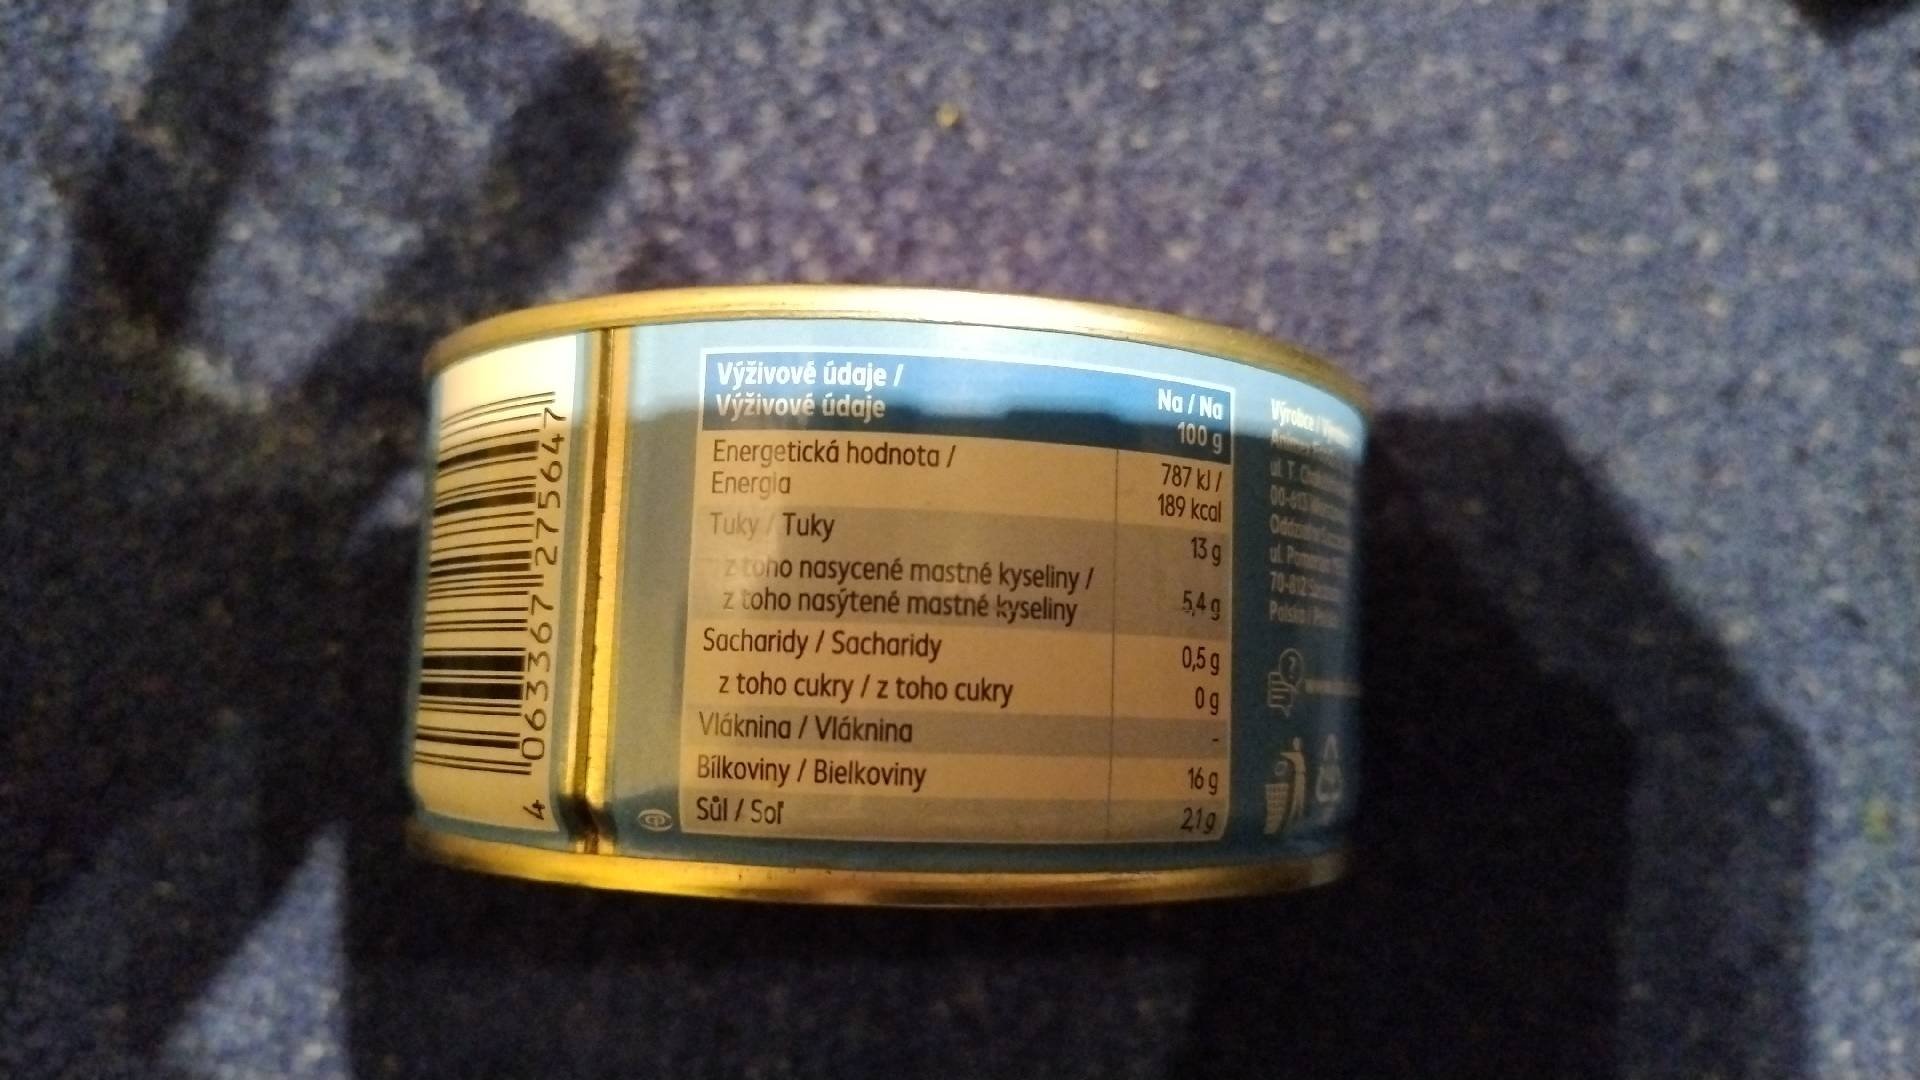 4 063367 275647
Výživové údaje /
Výživové údaje
Na / Na
100 g
Energetická hodnota /
Energia
787 kJ /
189 kcal
Tuky / Tuky
13 g
z toho nasycené mastné kyseliny /
z toho nasýtené mastné kyseliny
5,4 g
Sacharidy / Sacharidy
0,5 g
z toho cukry / z toho cukry
0 g
Vláknina / Vláknina
-
Bílkoviny / Bielkoviny
16 g
Sůl / Soľ
2,1 g
Výrobce /
ul. T.
ul.